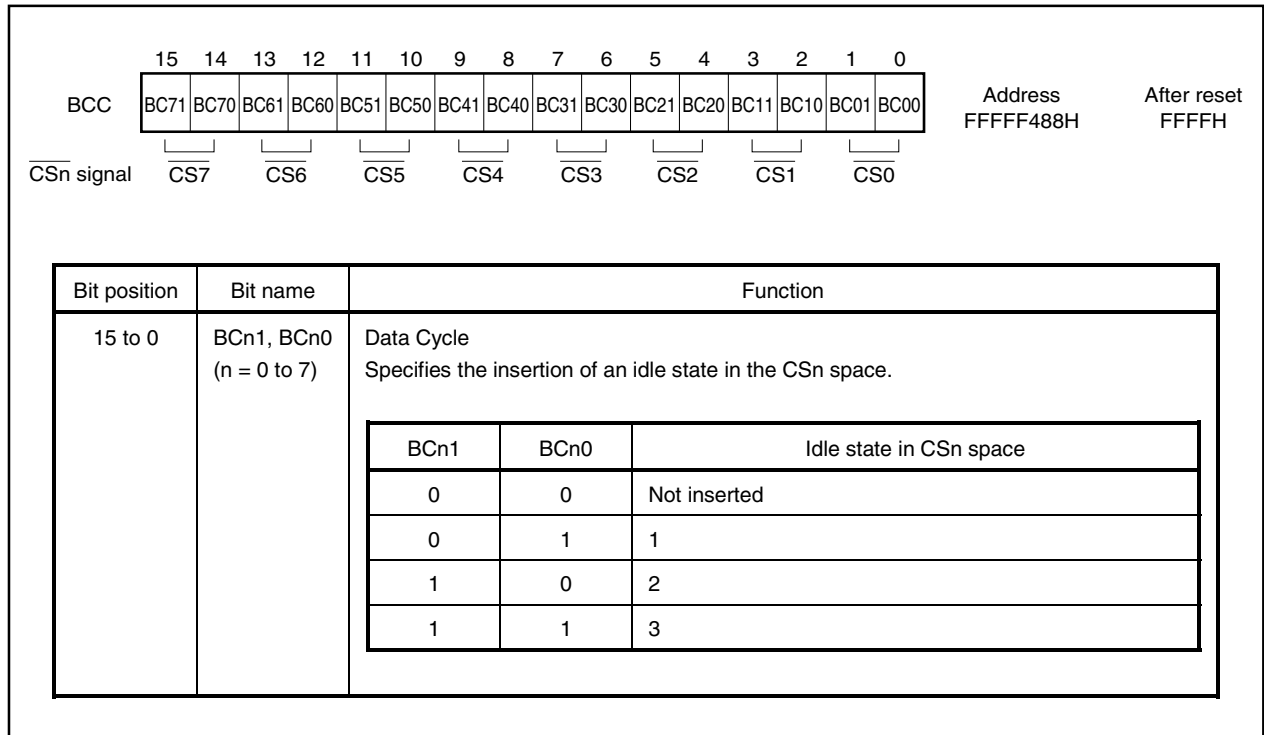 15 14 13 12 11 10 9 8 7 6 5 4 3 2 1 0
BCC BC71 BC70 BC61 BC60 BC51 BC50 BC41 BC40 BC31 BC30 BC21 BC20 BC11 BC10 BC01 BC00
Address After reset
FFFFF488H FFFFH
CSn signal CS7 CS6 CS5 CS4 CS3 CS2 CS1 CS0
Bit position Bit name Function
15 to 0 BCn1, BCn0 Data Cycle
(n = 0 to 7) Specifies the insertion of an idle state in the CSn space.
BCn1 BCn0 Idle state in CSn space
0 0 Not inserted
0 1 1
1 0 2
1 1 3